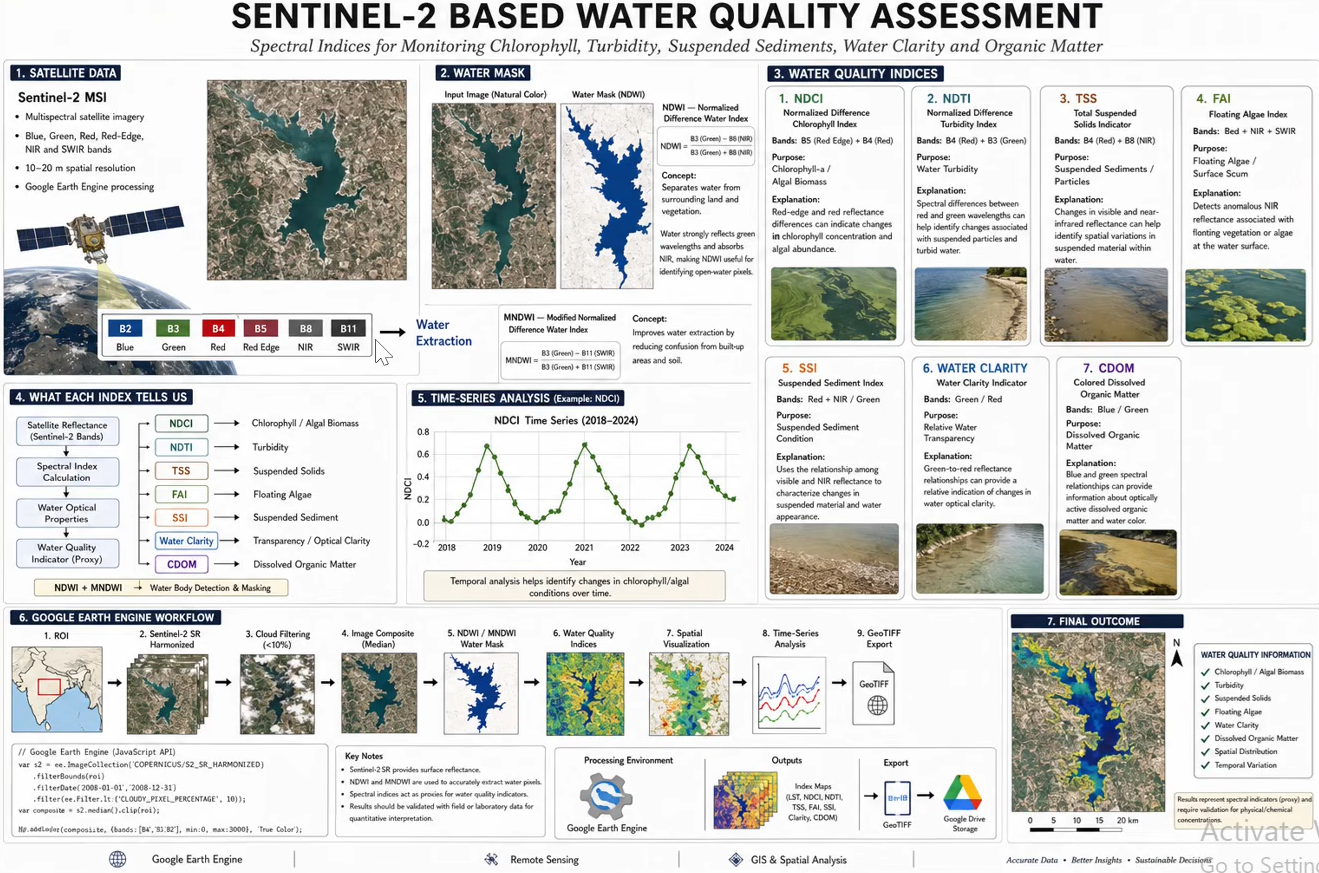 SENTINEL-2 BASED WATER QUALITY ASSESSMENT
Spectral Indices for Monitoring Chlorophyll, Turbidity, Suspended Sediments, Water Clarity and Organic Matter
1. SATELLITE DATA
Sentinel-2 MSI
• Multispectral satellite imagery
• Blue, Green, Red, Red-Edge,
NIR and SWIR bands
• 10–20 m spatial resolution
• Google Earth Engine processing
B2
B3
B4
B5
B8
B11
Blue
Green
Red
Red Edge
NIR
SWIR
Water
Extraction
2. WATER MASK
Input Image (Natural Color)
Water Mask (NDWI)
NDWI — Normalized
Difference Water Index
NDWI =
B3 (Green) − B8 (NIR)
B3 (Green) + B8 (NIR)
Concept:
Separates water from
surrounding land and
vegetation.
Water strongly reflects green
wavelengths and absorbs
NIR, making NDWI useful for
identifying open-water pixels.
MNDWI — Modified Normalized
Difference Water Index
MNDWI =
B3 (Green) − B11 (SWIR)
B3 (Green) + B11 (SWIR)
Concept:
Improves water extraction by
reducing confusion from built-up
areas and soil.
3. WATER QUALITY INDICES
1. NDCI
Normalized Difference
Chlorophyll Index
Bands: B5 (Red Edge) + B4 (Red)
Purpose:
Chlorophyll-a /
Algal Biomass
Explanation:
Red-edge and red reflectance
differences can indicate changes
in chlorophyll concentration and
algal abundance.
2. NDTI
Normalized Difference
Turbidity Index
Bands: B4 (Red) + B3 (Green)
Purpose:
Water Turbidity
Explanation:
Spectral differences between
red and green wavelengths can
help identify changes associated
with suspended particles and
turbid water.
3. TSS
Total Suspended
Solids Indicator
Bands: B4 (Red) + B8 (NIR)
Purpose:
Suspended Sediments /
Particles
Explanation:
Changes in visible and near-
infrared reflectance can help
identify spatial variations in
suspended material within
water.
4. FAI
Floating Algae Index
Bands: Bed + NIR + SWIR
Purpose:
Floating Algae /
Surface Scum
Explanation:
Detects anomalous NIR
reflectance associated with
flonting vegetation or algae
at the water surface.
5. SSI
Suspended Sediment Index
Bands: Red + NIR / Green
Purpose:
Suspended Sediment
Condition
Explanation:
Uses the relationship among
visible and NIR reflectance to
characterize changes in
suspended material and water
appearance.
6. WATER CLARITY
Water Clarity Indicator
Bands: Green / Red
Purpose:
Relative Water
Transparency
Explanation:
Green-to-red reflectance
relationships can provide a
relative indication of changes in
water optical clarity.
7. CDOM
Colored Dissolved
Organic Matter
Bands: Blue / Green
Purpose:
Dissolved Organic
Matter
Explanation:
Blue and green spectral
relationships can provide
information about optically
active dissolved organic
matter and water color.
4. WHAT EACH INDEX TELLS US
Satellite Reflectance
(Sentinel-2 Bands)
Spectral Index
Calculation
Water Optical
Properties
Water Quality
Indicator (Proxy)
NDCI → Chlorophyll / Algal Biomass
NDTI → Turbidity
TSS → Suspended Solids
FAI → Floating Algae
SSI → Suspended Sediment
Water Clarity → Transparency / Optical Clarity
CDOM → Dissolved Organic Matter
NDWI + MNDWI → Water Body Detection & Masking
5. TIME-SERIES ANALYSIS (Example: NDCI)
NDCI Time Series (2018–2024)
NDCI
0.8
0.6
0.4
0.2
0.0
−0.2
2018 2019 2020 2021 2022 2023 2024
Year
Temporal analysis helps identify changes in chlorophyll/algal
conditions over time.
6. GOOGLE EARTH ENGINE WORKFLOW
1. ROI
2. Sentinel-2 SR
Harmonized
3. Cloud Filtering
(<10%)
4. Image Composite
(Median)
5. NDWI / MNDWI
Water Mask
6. Water Quality
Indices
7. Spatial
Visualization
8. Time-Series
Analysis
9. GeoTIFF
Export
GeoTIFF
// Google Earth Engine (JavaScript API)
var s2 = ee.ImageCollection('COPERNICUS/S2_SR_HARMONIZED)
.filterBounds(roi)
.filterDate('2008-01-01','2008-12-31)
.filter(ee.Filter.lt('CLOUDY_PIXEL_PERCENTAGE', 10));
var composite = s2.median().clip(roi);
(composite, {bands: min:0, max:3000}, 'True Color');
Key Notes
• Sentinel-2 SR provides surface reflectance.
• NDWI and MNDWI are used to accurately extract water pixels.
• Spectral indices act as proxies for water quality indicators.
• Results should be validated with field or laboratory data for
quantitative interpretation.
Processing Environment
Google Earth Engine
Outputs
Index Maps
(LST, NDCI, NDTI,
TSS, FAI, SSI,
Clarity, CDOM)
Export
GeoTIFF
Google Drive
Storage
7. FINAL OUTCOME
N
0 5 10 15 20 km
WATER QUALITY INFORMATION
✓ Chlorophyll / Algal Biomass
✓ Turbidity
✓ Suspended Solids
✓ Floating Algae
✓ Water Clarity
✓ Dissolved Organic Matter
✓ Spatial Distribution
✓ Temporal Variation
Results represent spectral indicators (proxy) and
require validation for physical/chemical
concentrations.
Activate
Go to Settin
Google Earth Engine
Remote Sensing
GIS & Spatial Analysis
Accurate Data • Better Insights • Sustainable Decisions